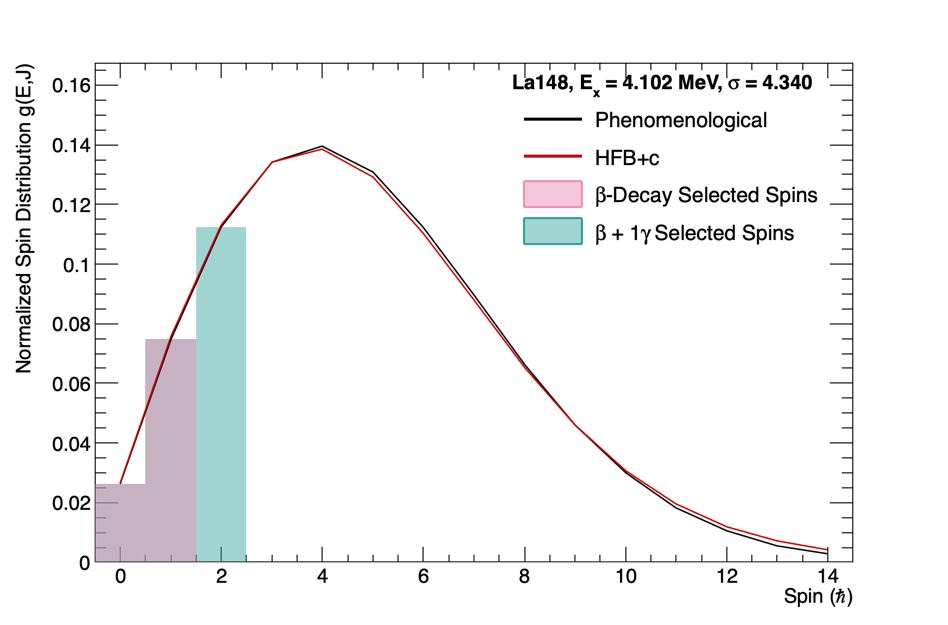 La148, Ex = 4.102 MeV, σ = 4.340
Phenomenological
HFB+c
β-Decay Selected Spins
β + 1γ Selected Spins
Normalized Spin Distribution g(E,J)
0.16
0.14
0.12
0.1
0.08
0.06
0.04
0.02
0
0 2 4 6 8 10 12 14
Spin (ℏ)